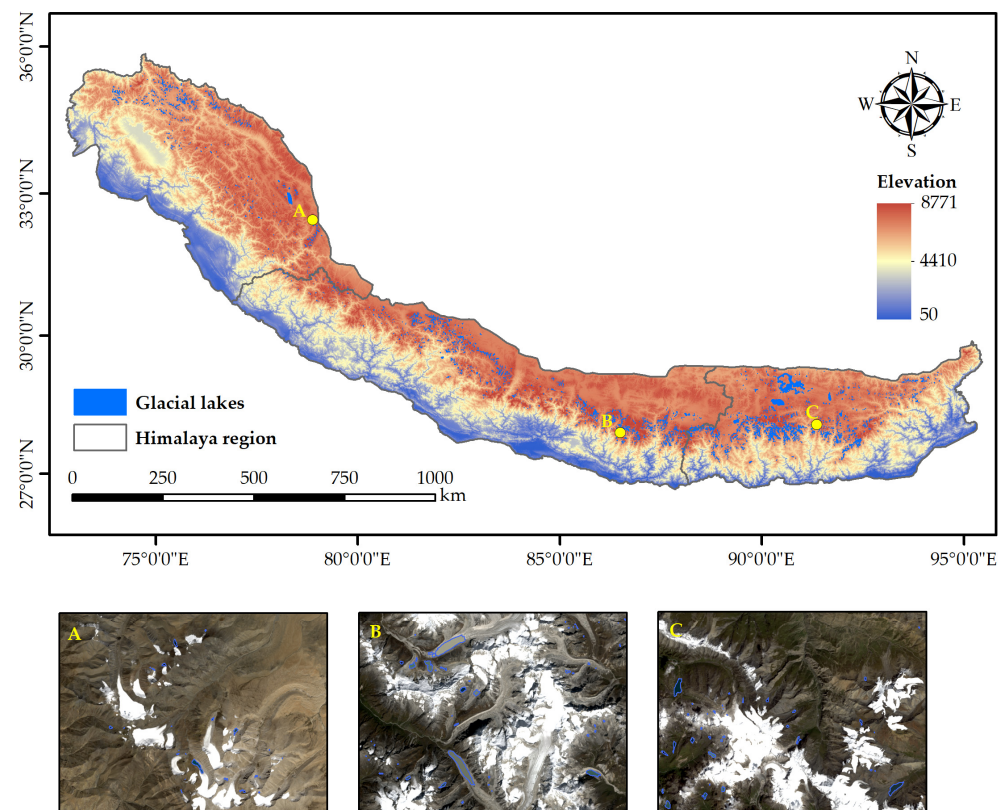 36°0'0"N
33°0'0"N
30°0'0"N
27°0'0"N
N
W
E
S
Elevation
8771
4410
50
A
B
C
Glacial lakes
Himalaya region
0 250 500 750 1000
km
75°0'0"E 80°0'0"E 85°0'0"E 90°0'0"E 95°0'0"E
A
B
C